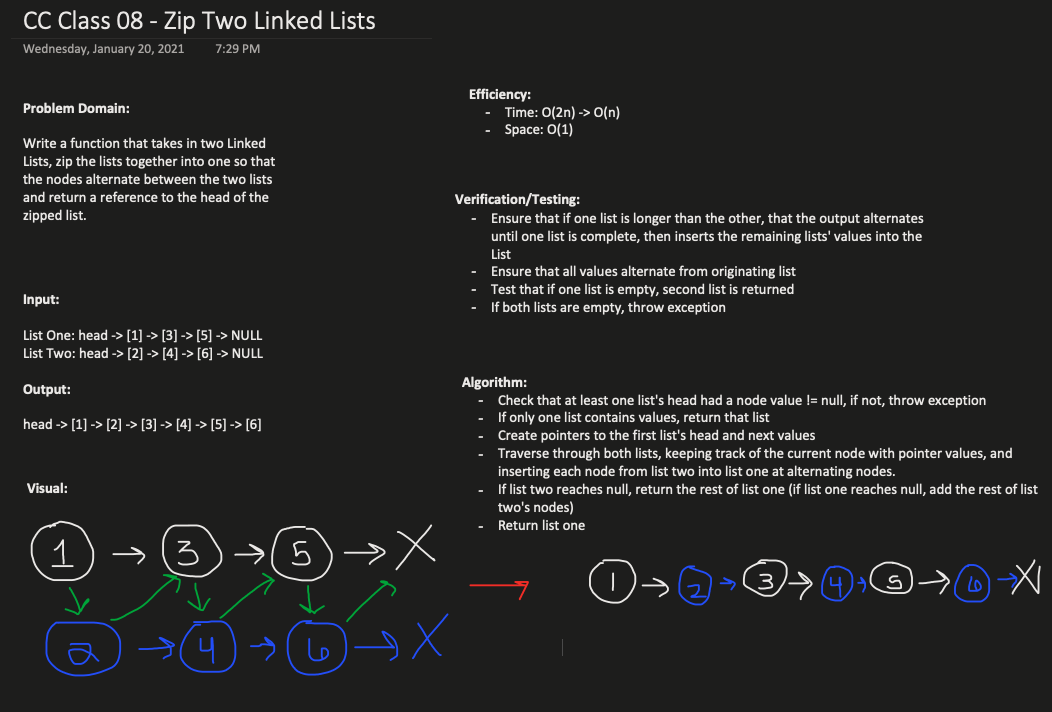 CC Class 08 - Zip Two Linked Lists
Wednesday, January 20, 2021 7:29 PM
Problem Domain:
Write a function that takes in two Linked
Lists, zip the lists together into one so that
the nodes alternate between the two lists
and return a reference to the head of the
zipped list.
Input:
List One: head -> [1] -> [3] -> [5] -> NULL
List Two: head -> [2] -> [4] -> [6] -> NULL
Output:
head -> [1] -> [2] -> [3] -> [4] -> [5] -> [6]
Visual:
1 → 3 → 5 → X
2 → 4 → 6 → X
Efficiency:
- Time: O(2n) -> O(n)
- Space: O(1)
Verification/Testing:
- Ensure that if one list is longer than the other, that the output alternates
until one list is complete, then inserts the remaining lists' values into the
List
- Ensure that all values alternate from originating list
- Test that if one list is empty, second list is returned
- If both lists are empty, throw exception
Algorithm:
- Check that at least one list's head had a node value != null, if not, throw exception
- If only one list contains values, return that list
- Create pointers to the first list's head and next values
- Traverse through both lists, keeping track of the current node with pointer values, and
inserting each node from list two into list one at alternating nodes.
- If list two reaches null, return the rest of list one (if list one reaches null, add the rest of list
two's nodes)
- Return list one
1 → 2 → 3 → 4 → 5 → 6 → X